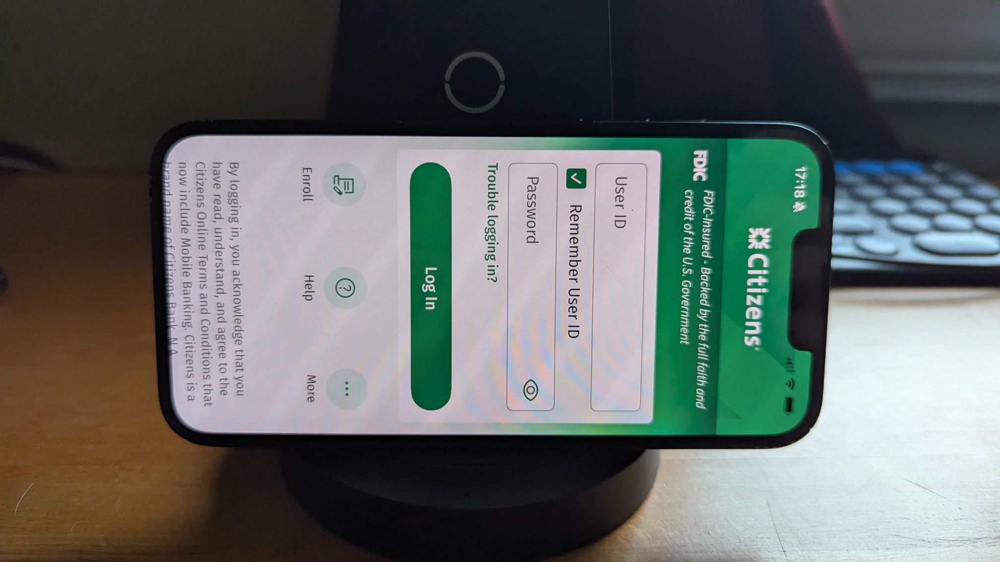 17:18
Citizens
FDIC FDIC-Insured - Backed by the full faith and
credit of the U.S. Government
User ID
Remember User ID
Password
Trouble logging in?
Log In
Enroll Help More
By logging in, you acknowledge that you
have read, understand, and agree to the
Citizens Online Terms and Conditions that
now include Mobile Banking. Citizens is a
brand name of Citizens Bank, N.A.